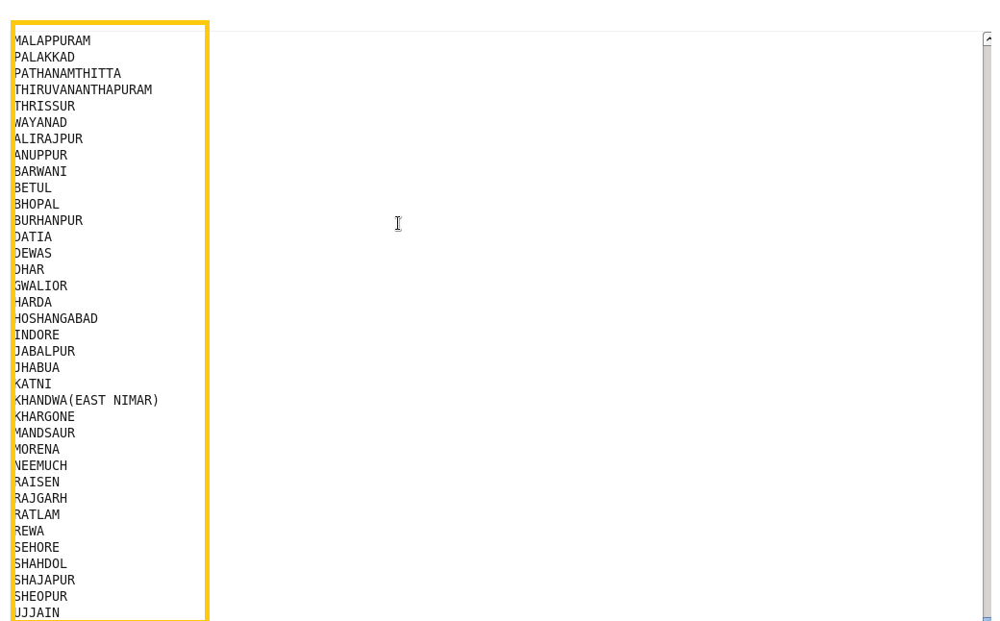 MALAPPURAM
PALAKKAD
PATHANAMTHITTA
THIRUVANANTHAPURAM
THRISSUR
WAYANAD
ALIRAJPUR
ANUPPUR
BARWANI
BETUL
BHOPAL
BURHANPUR
DATIA
DEWAS
DHAR
GWALIOR
HARDA
HOSHANGABAD
INDORE
JABALPUR
JHABUA
KATNI
KHANDWA(EAST NIMAR)
KHARGONE
MANDSAUR
MORENA
NEEMUCH
RAISEN
RAJGARH
RATLAM
REWA
SEHORE
SHAHDOL
SHAJAPUR
SHEOPUR
UJJAIN